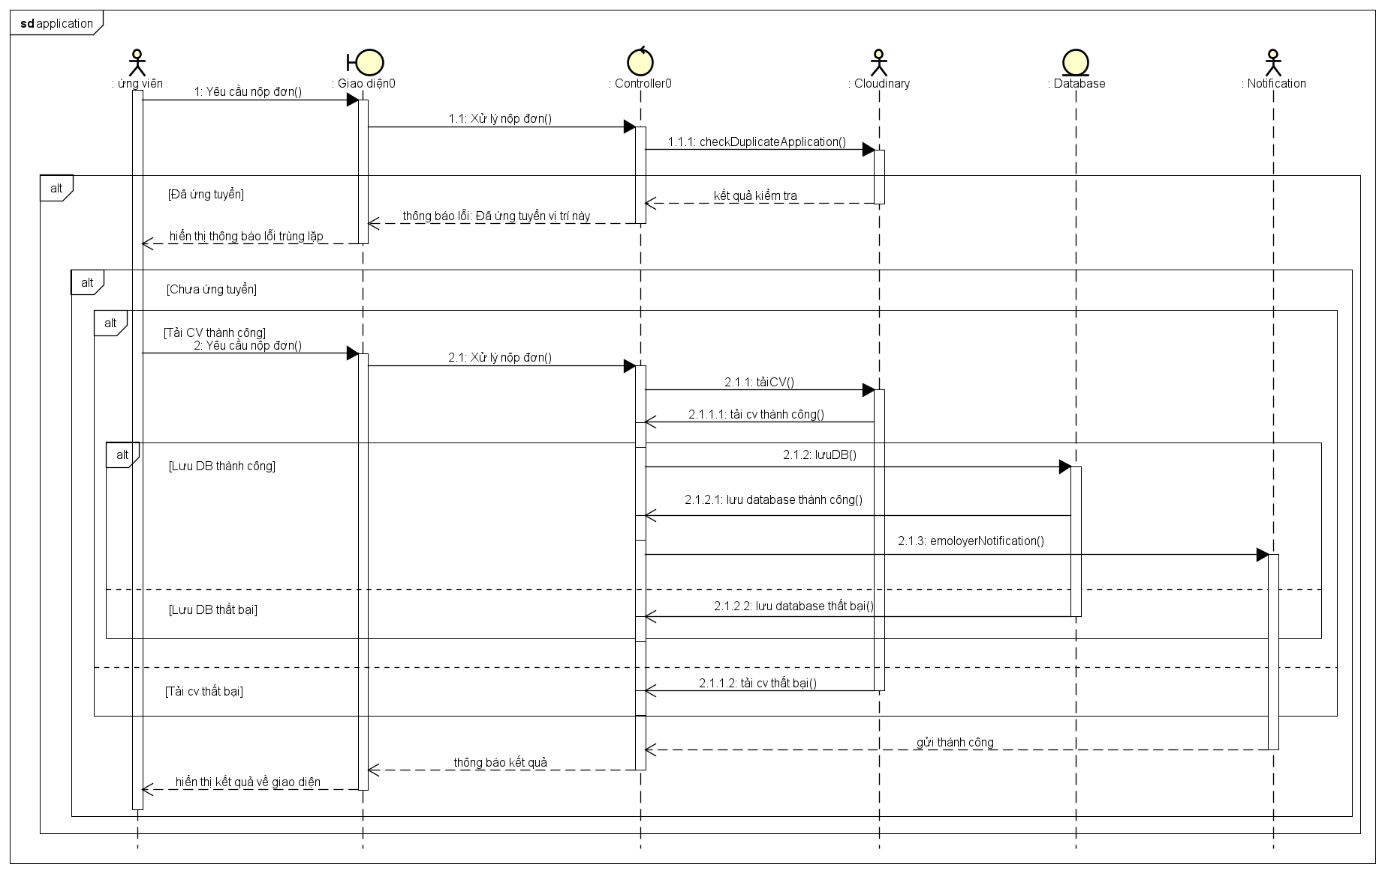 sd application
: ứng viên
: Giao diện0
: Controller0
: Cloudinary
: Database
: Notification
1: Yêu cầu nộp đơn()
1.1: Xử lý nộp đơn()
1.1.1: checkDuplicateApplication()
alt
[Đã ứng tuyển]
kết quả kiểm tra
thông báo lỗi: Đã ứng tuyển vị trí này
hiển thị thông báo lỗi trùng lặp
alt
[Chưa ứng tuyển]
alt
[Tải CV thành công]
2: Yêu cầu nộp đơn()
2.1: Xử lý nộp đơn()
2.1.1: tảiCV()
2.1.1.1: tải cv thành công()
alt
[Lưu DB thành công]
2.1.2: lưuDB()
2.1.2.1: lưu database thành công()
2.1.3: emoloyerNotification()
[Lưu DB thất bại]
2.1.2.2: lưu database thất bại()
[Tải cv thất bại]
2.1.1.2: tải cv thất bại()
gửi thành công
thông báo kết quả
hiển thị kết quả về giao diện